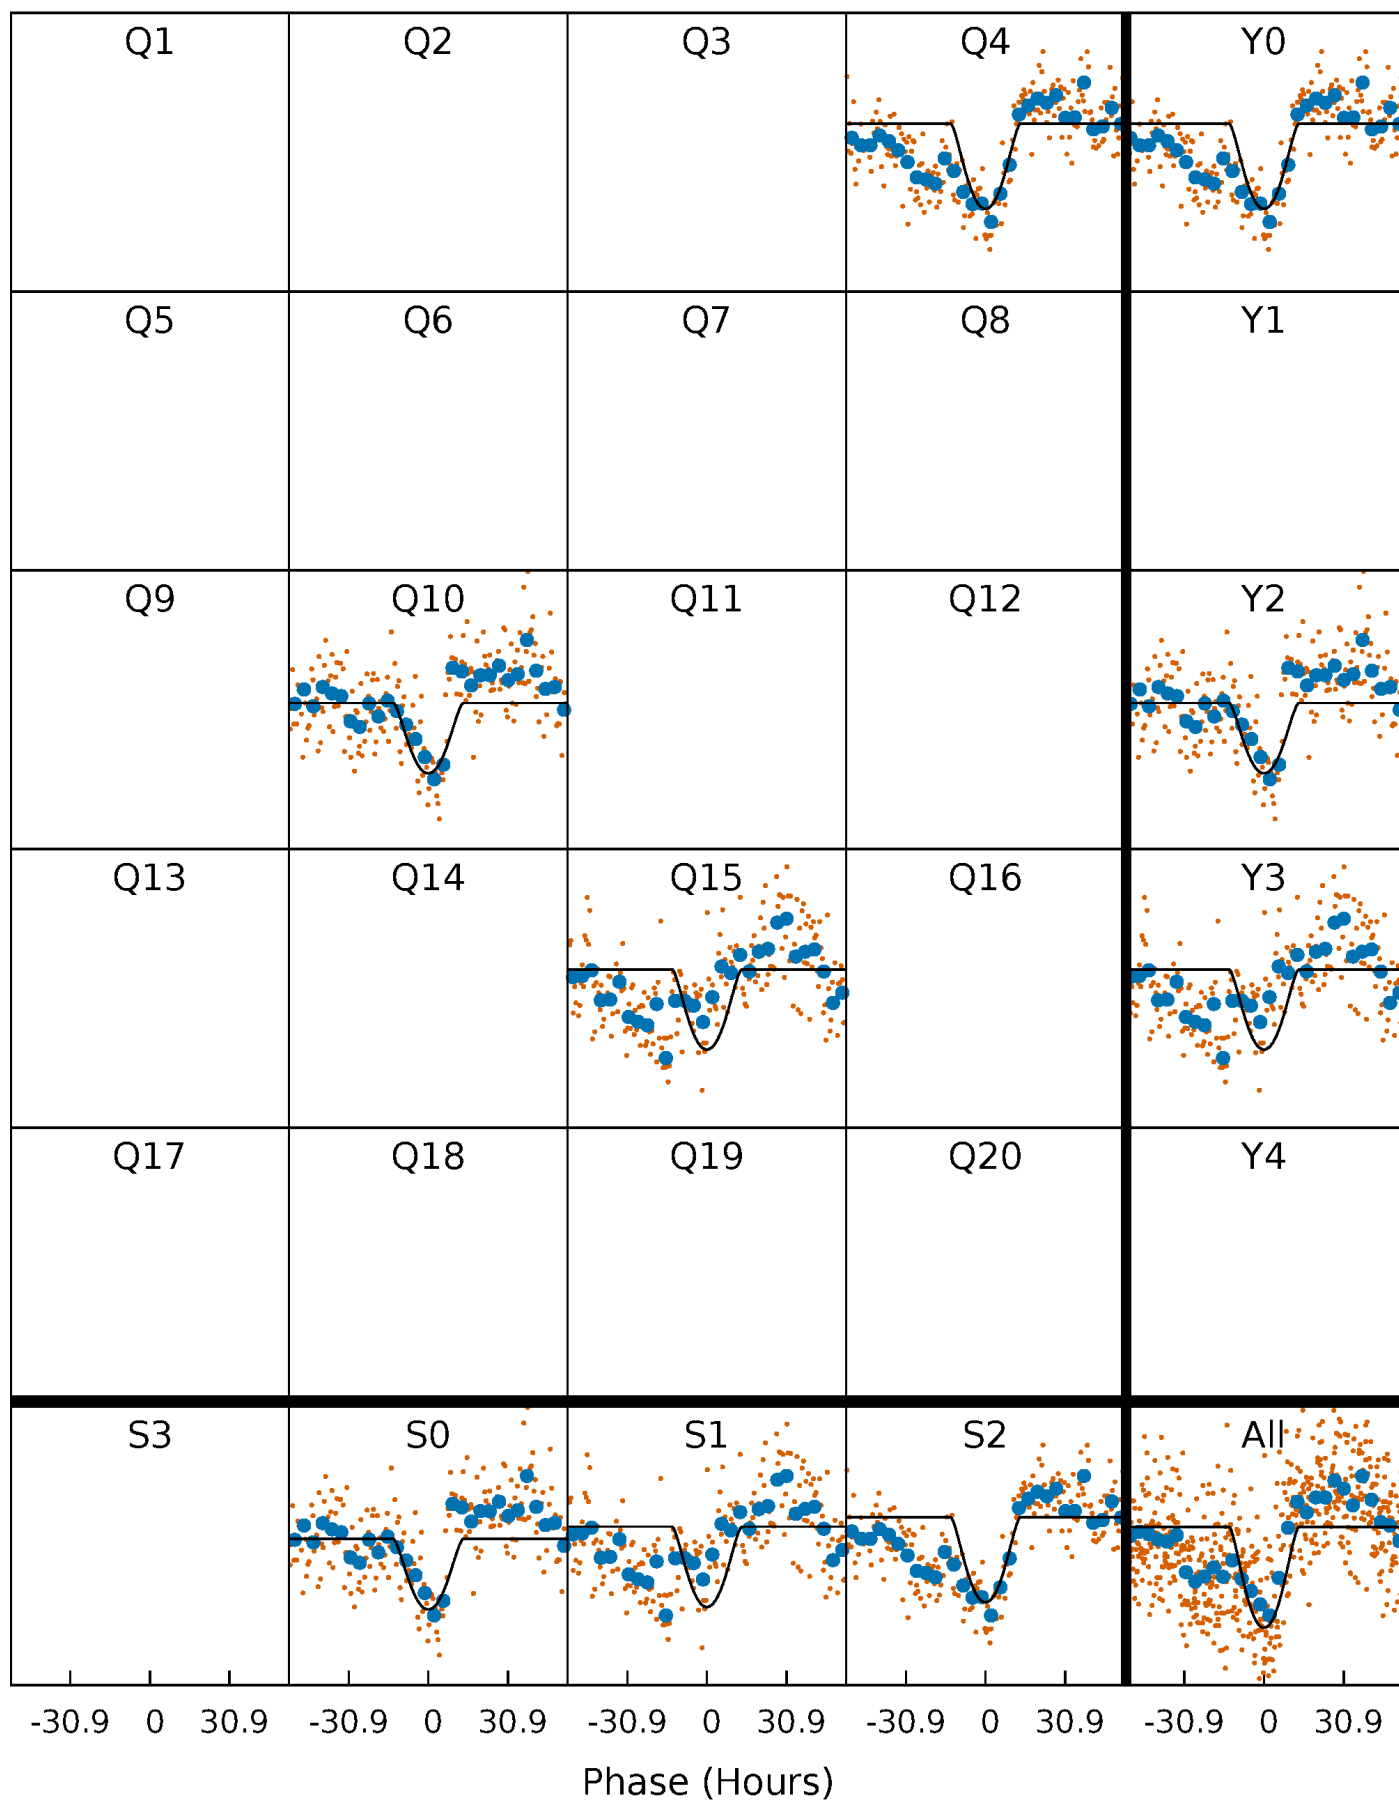 Q1 Q2 Q3 Q4 Y0
Q5 Q6 Q7 Q8 Y1
Q9 Q10 Q11 Q12 Y2
Q13 Q14 Q15 Q16 Y3
Q17 Q18 Q19 Q20 Y4
S3 S0 S1 S2 All
-30.9 0 30.9 -30.9 0 30.9 -30.9 0 30.9 -30.9 0 30.9 -30.9 0 30.9
Phase (Hours)